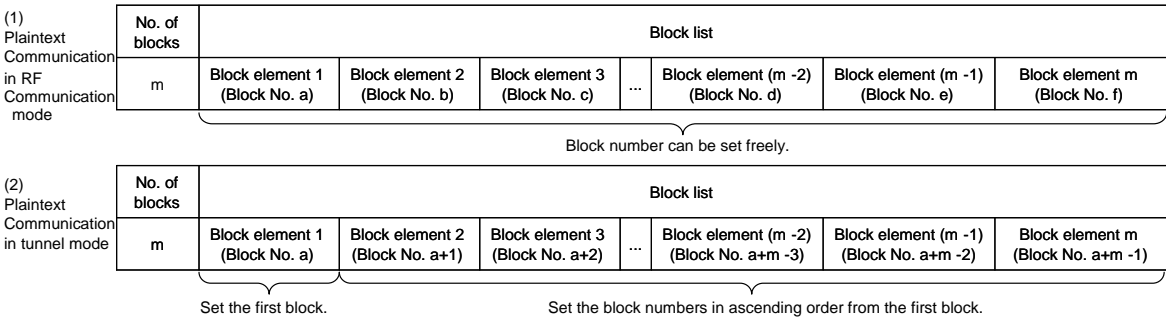 (1)
Plaintext
Communication
in RF
Communication
mode
No. of
blocks
Block list
m
Block element 1
(Block No. a)
Block element 2
(Block No. b)
Block element 3
(Block No. c)
...
Block element (m -2)
(Block No. d)
Block element (m -1)
(Block No. e)
Block element m
(Block No. f)
Block number can be set freely.
(2)
Plaintext
Communication
in tunnel mode
No. of
blocks
Block list
m
Block element 1
(Block No. a)
Block element 2
(Block No. a+1)
Block element 3
(Block No. a+2)
...
Block element (m -2)
(Block No. a+m -3)
Block element (m -1)
(Block No. a+m -2)
Block element m
(Block No. a+m -1)
Set the first block.
Set the block numbers in ascending order from the first block.